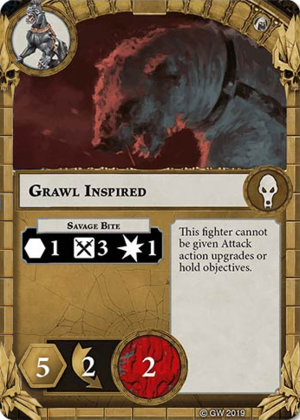 GRAWL INSPIRED
SAVAGE BITE
1 3 1
This fighter cannot
be given Attack
action upgrades or
hold objectives.
5 2 2
© GW 2019